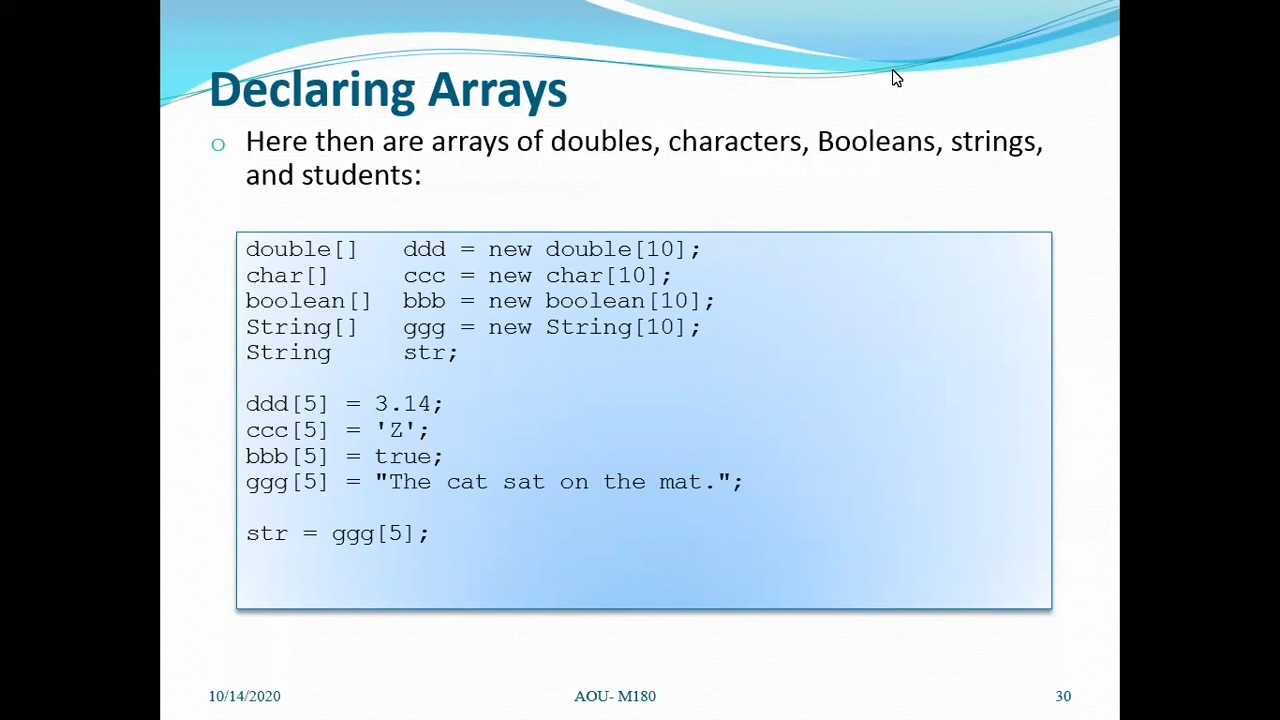 Declaring Arrays
o Here then are arrays of doubles, characters, Booleans, strings,
and students:
double[]   ddd = new double[10];
char[]     ccc = new char[10];
boolean[]  bbb = new boolean[10];
String[]   ggg = new String[10];
String     str;
ddd[5] = 3.14;
ccc[5] = 'Z';
bbb[5] = true;
ggg[5] = "The cat sat on the mat.";
str = ggg[5];
10/14/2020 AOU- M180 30